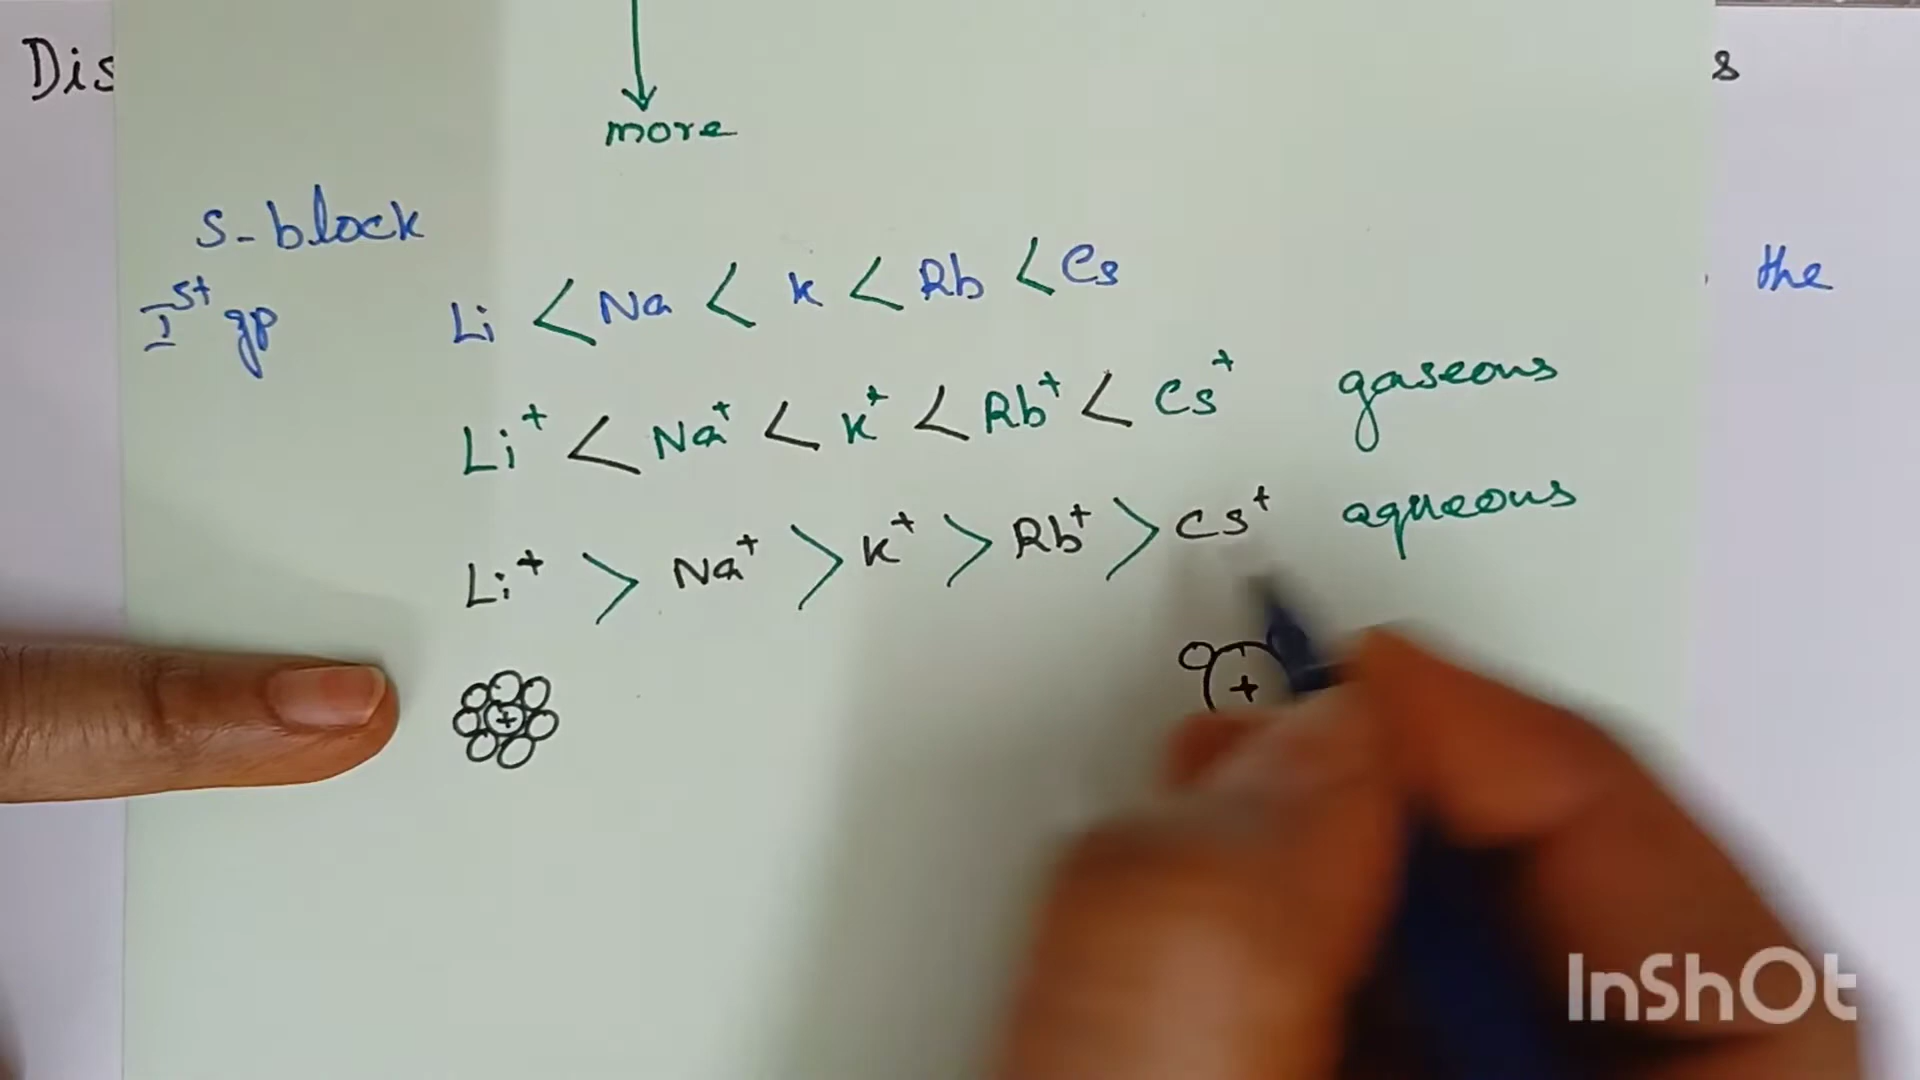 Dis
s
more
s-block
Ist gp
Li < Na < K < Rb < Cs
the
Li+ < Na+ < K+ < Rb+ < Cs+ gaseous
Li+ > Na+ > K+ > Rb+ > Cs+ aqueous
+
+
InShOt